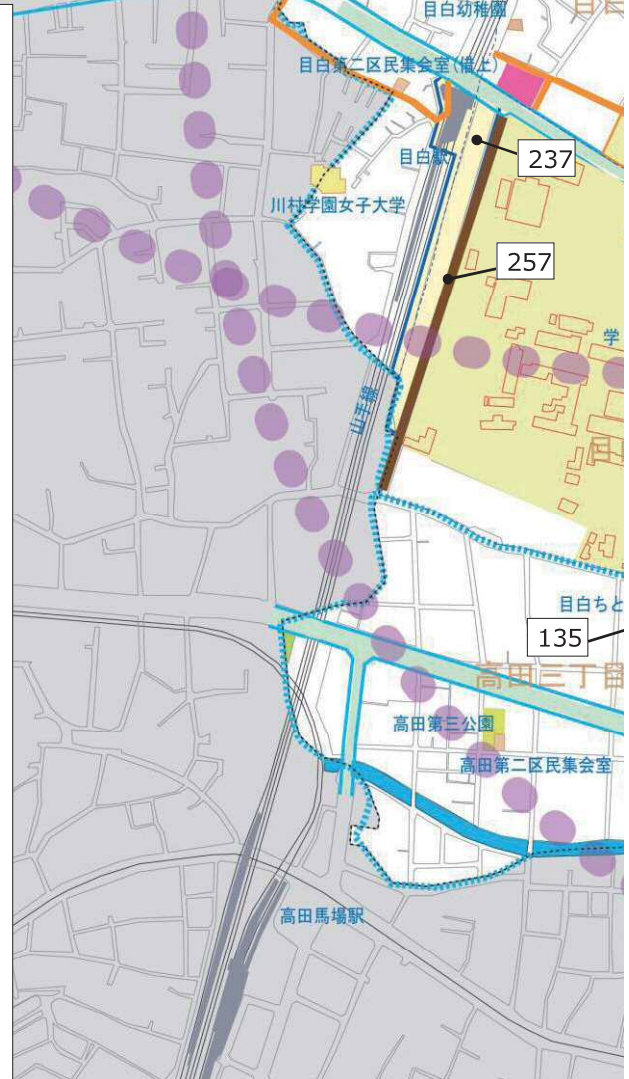 目白幼稚園
目白第二区民集会室(借上)
目白駅
237
川村学園女子大学
257
学
山手線
目白ちと
135
高田三丁目
高田第三公園
高田第二区民集会室
高田馬場駅